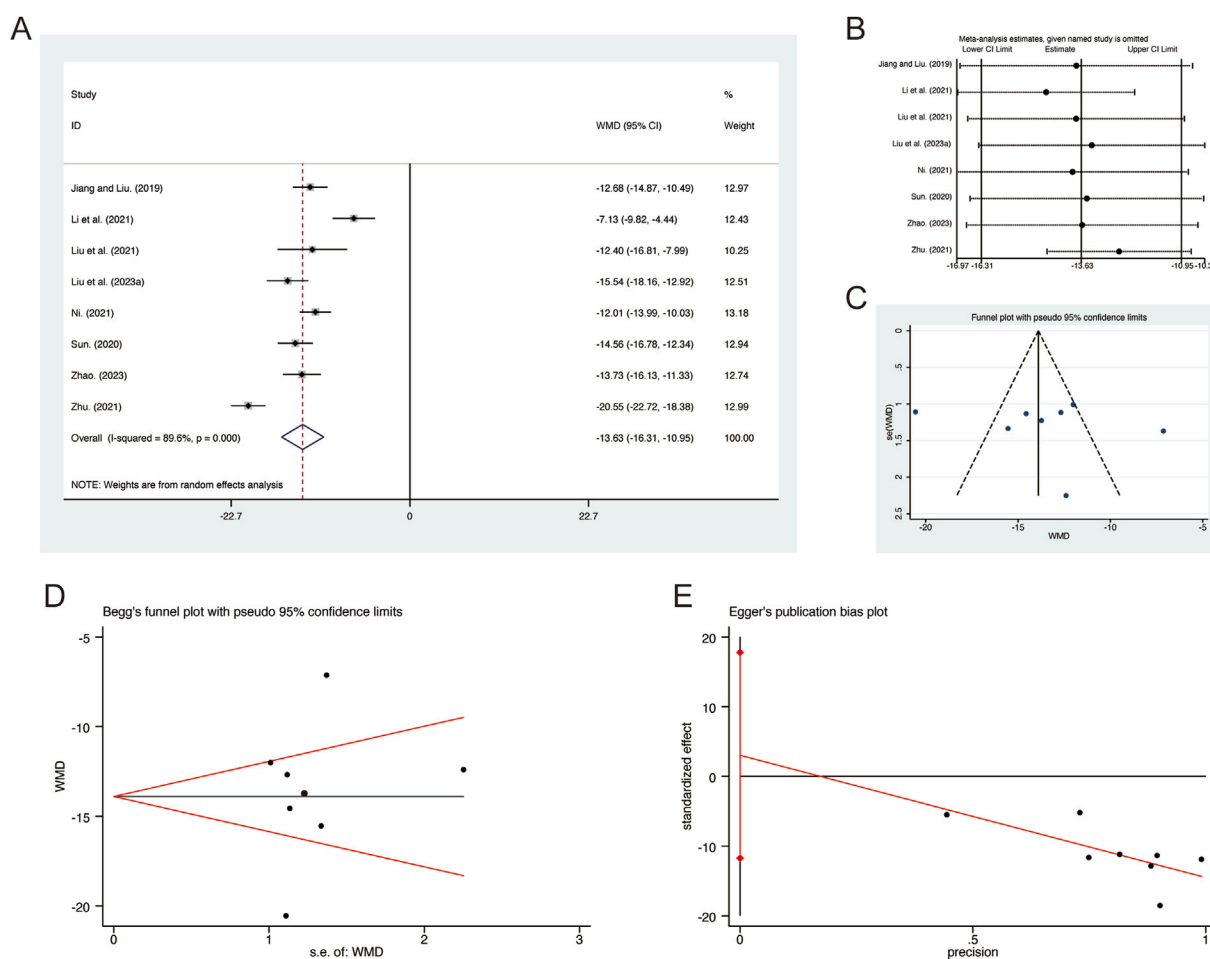 A
Study %
ID WMD (95% CI) Weight
Jiang and Liu. (2019) -12.68 (-14.87, -10.49) 12.97
Li et al. (2021) -7.13 (-9.82, -4.44) 12.43
Liu et al. (2021) -12.40 (-16.81, -7.99) 10.25
Liu et al. (2023a) -15.54 (-18.16, -12.92) 12.51
Ni. (2021) -12.01 (-13.99, -10.03) 13.18
Sun. (2020) -14.56 (-16.78, -12.34) 12.94
Zhao. (2023) -13.73 (-16.13, -11.33) 12.74
Zhu. (2021) -20.55 (-22.72, -18.38) 12.99
Overall (I-squared = 89.6%, p = 0.000) -13.63 (-16.31, -10.95) 100.00
NOTE: Weights are from random effects analysis
-22.7 0 22.7
B
Meta-analysis estimates, given named study is omitted
Lower CI Limit Estimate Upper CI Limit
Jiang and Liu. (2019)
Li et al. (2021)
Liu et al. (2021)
Liu et al. (2023a)
Ni. (2021)
Sun. (2020)
Zhao. (2023)
Zhu. (2021)
-16.97 -16.31 -13.63 -10.95
C
Funnel plot with pseudo 95% confidence limits
se(WMD)
0
.5
1
1.5
2
2.5
-20 -15 -10 -5
WMD
D
Begg's funnel plot with pseudo 95% confidence limits
WMD
-5
-10
-15
-20
0 1 2 3
s.e. of: WMD
E
Egger's publication bias plot
standardized effect
20
10
0
-10
-20
0 .5 1
precision